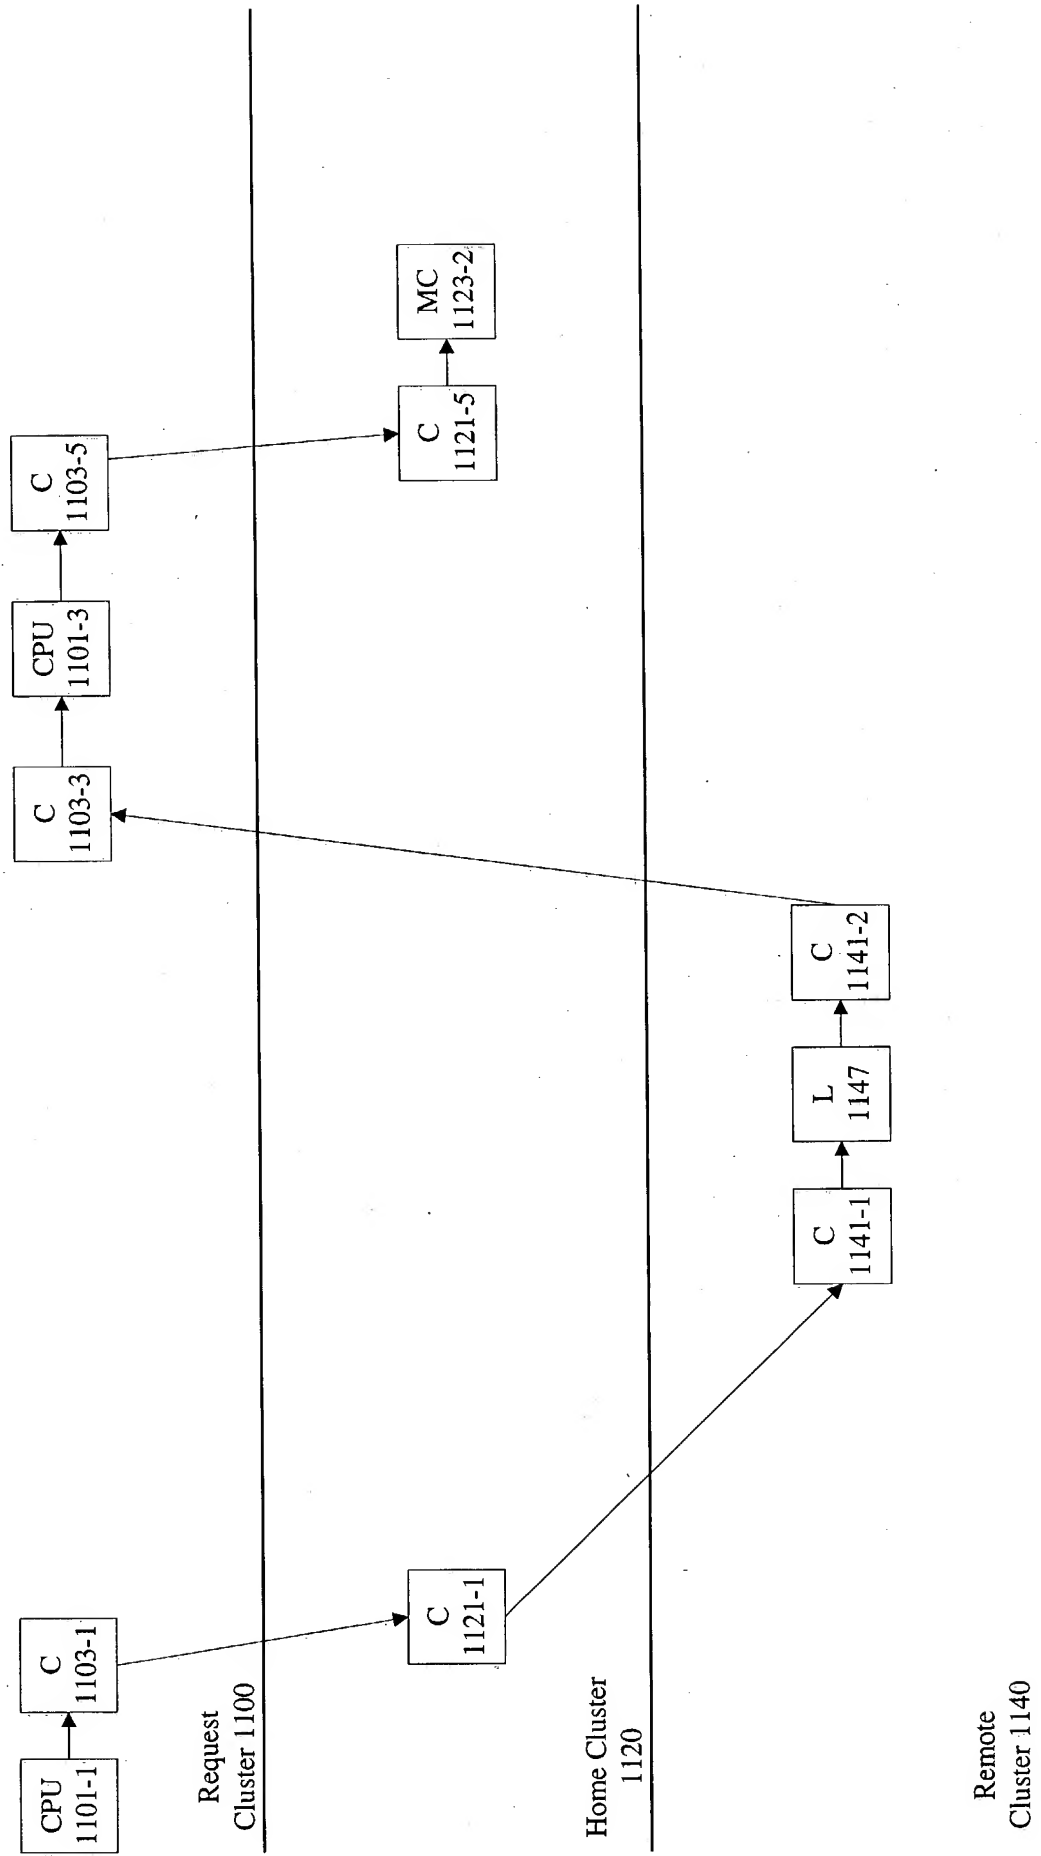 CPU
1101-1
C
1103-1
C
1103-3
CPU
1101-3
C
1103-5
Request
Cluster 1100
C
1121-1
C
1121-5
MC
1123-2
Home Cluster
1120
C
1141-1
L
1147
C
1141-2
Remote
Cluster 1140